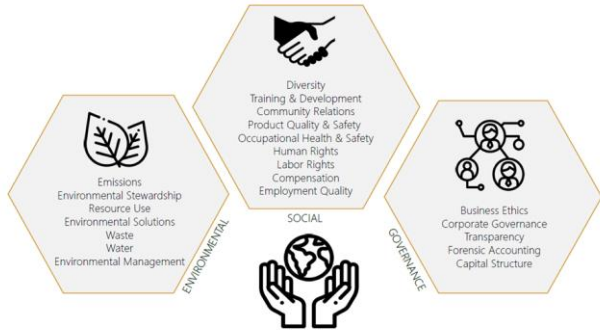 Emissions
Environmental Stewardship
Resource Use
Environmental Solutions
Waste
Water
Environmental Management
ENVIRONMENTAL
Diversity
Training & Development
Community Relations
Product Quality & Safety
Occupational Health & Safety
Human Rights
Labor Rights
Compensation
Employment Quality
SOCIAL
Business Ethics
Corporate Governance
Transparency
Forensic Accounting
Capital Structure
GOVERNANCE